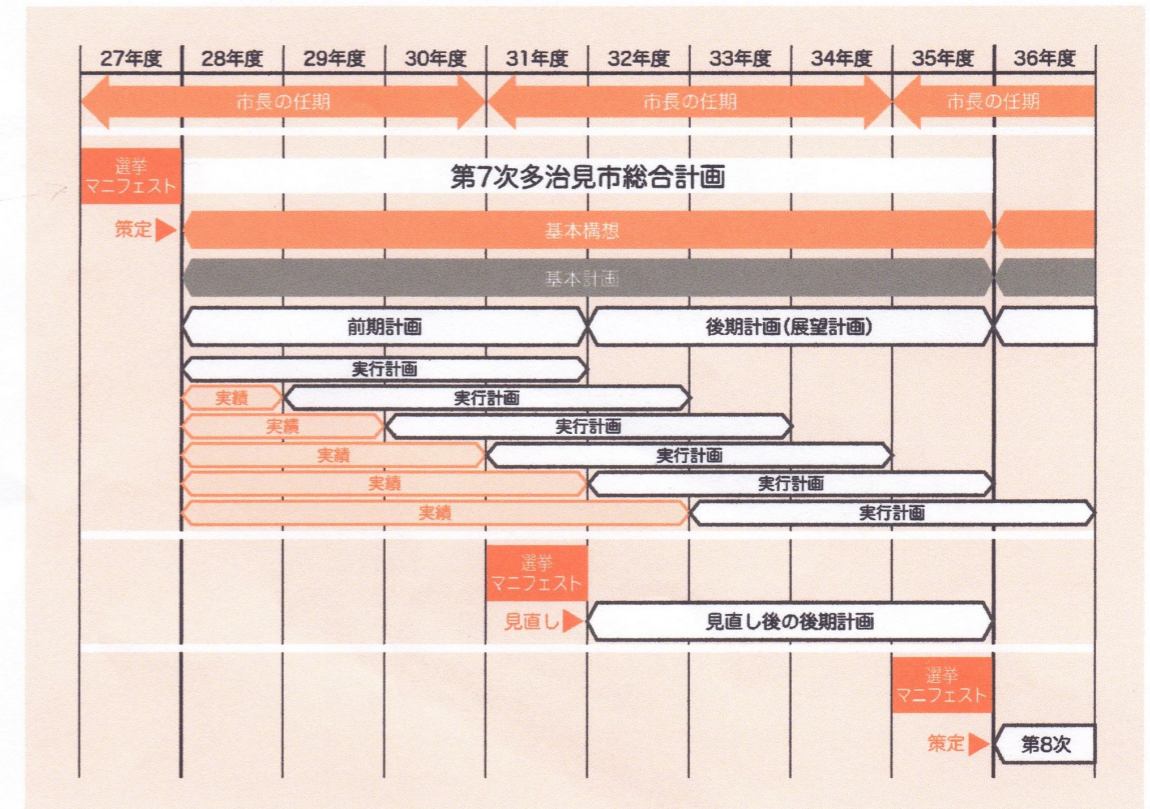 27年度 28年度 29年度 30年度 31年度 32年度 33年度 34年度 35年度 36年度
市長の任期 市長の任期 市長の任期
選挙
マニフェスト
第7次多治見市総合計画
策定▶
基本構想
基本計画
前期計画 後期計画(展望計画)
実行計画
実績 実行計画
実績 実行計画
実績 実行計画
実績 実行計画
実績 実行計画
選挙
マニフェスト
見直し▶ 見直し後の後期計画
選挙
マニフェスト
策定▶ 第8次